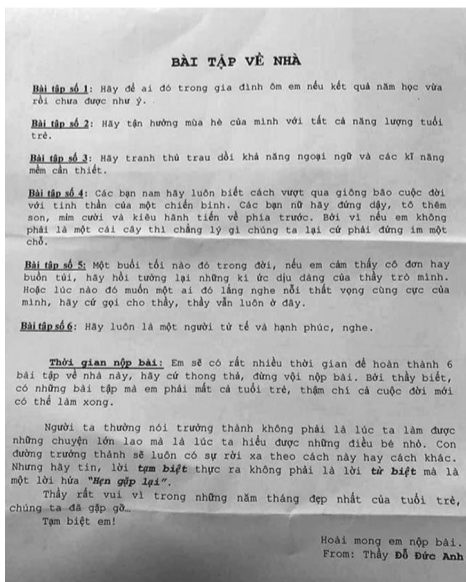 BÀI TẬP VỀ NHÀ
Bài tập số 1: Hãy để ai đó trong gia đình ôm em nếu kết quả năm học vừa
rồi chưa được như ý.
Bài tập số 2: Hãy tận hưởng mùa hè của mình với tất cả năng lượng tuổi
trẻ.
Bài tập số 3: Hãy tranh thủ trau dồi khả năng ngoại ngữ và các kĩ năng
mềm cần thiết.
Bài tập số 4: Các bạn nam hãy luôn biết cách vượt qua giông bão cuộc đời
với tinh thần của một chiến binh. Các bạn nữ hãy đứng dậy, tô thêm
son, mỉm cười và kiêu hãnh tiến về phía trước. Bởi vì nếu em không
phải là một cái cây thì chẳng lý gì chúng ta lại cứ phải đứng im một
chỗ.
Bài tập số 5: Một buổi tối nào đó trong đời, nếu em cảm thấy cô đơn hay
buồn tủi, hãy hồi tưởng lại những kí ức dịu dàng của thầy trò mình.
Hoặc lúc nào đó muốn một ai đó lắng nghe nỗi thất vọng cùng cực của
mình, hãy cứ gọi cho thầy, thầy vẫn luôn ở đây.
Bài tập số 6: Hãy luôn là một người tử tế và hạnh phúc, nghe.
Thời gian nộp bài: Em sẽ có rất nhiều thời gian để hoàn thành 6
bài tập về nhà này, hãy cứ thong thả, đừng vội nộp bài. Bởi thầy biết,
có những bài tập mà em phải mất cả tuổi trẻ, thậm chí cả cuộc đời mới
có thể làm xong.
Người ta thường nói trưởng thành không phải là lúc ta làm được
những chuyện lớn lao mà là lúc ta hiểu được những điều bé nhỏ. Con
đường trưởng thành sẽ luôn có sự rời xa theo cách này hay cách khác.
Nhưng hãy tin, lời tạm biệt thực ra không phải là lời từ biệt mà là
một lời hứa "Hẹn gặp lại".
Thầy rất vui vì trong những năm tháng đẹp nhất của tuổi trẻ,
chúng ta đã gặp gỡ…
Tạm biệt em!
Hoài mong em nộp bài.
From: Thầy Đỗ Đức Anh